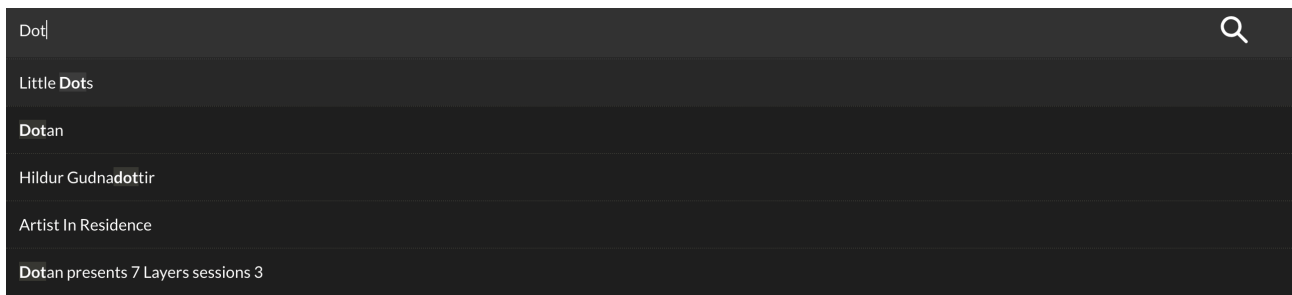 Dot
Little Dots
Dotan
Hildur Gudnadottir
Artist In Residence
Dotan presents 7 Layers sessions 3